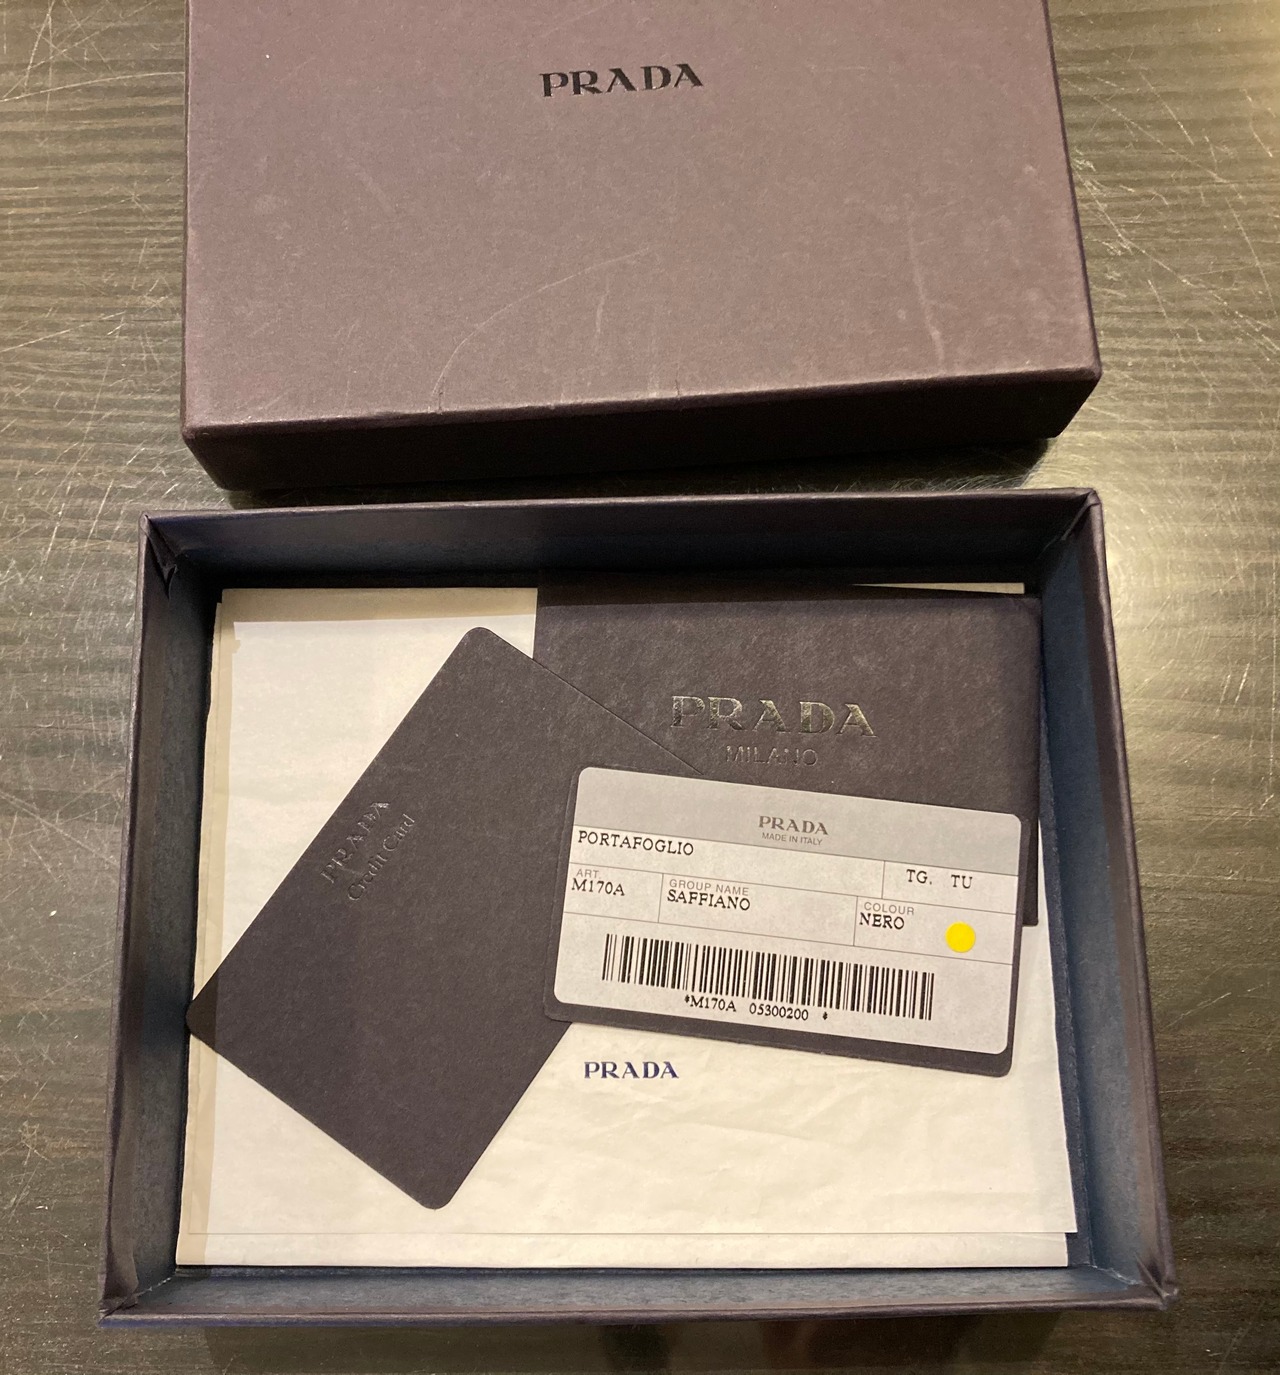 PRADA
PRADA
MILANO
PRADA
Credit Card
PRADA
MADE IN ITALY
PORTAFOGLIO
TG. TU
ART.
M170A
GROUP NAME
SAFFIANO
COLOUR
NERO
*M170A 05300200 *
PRADA